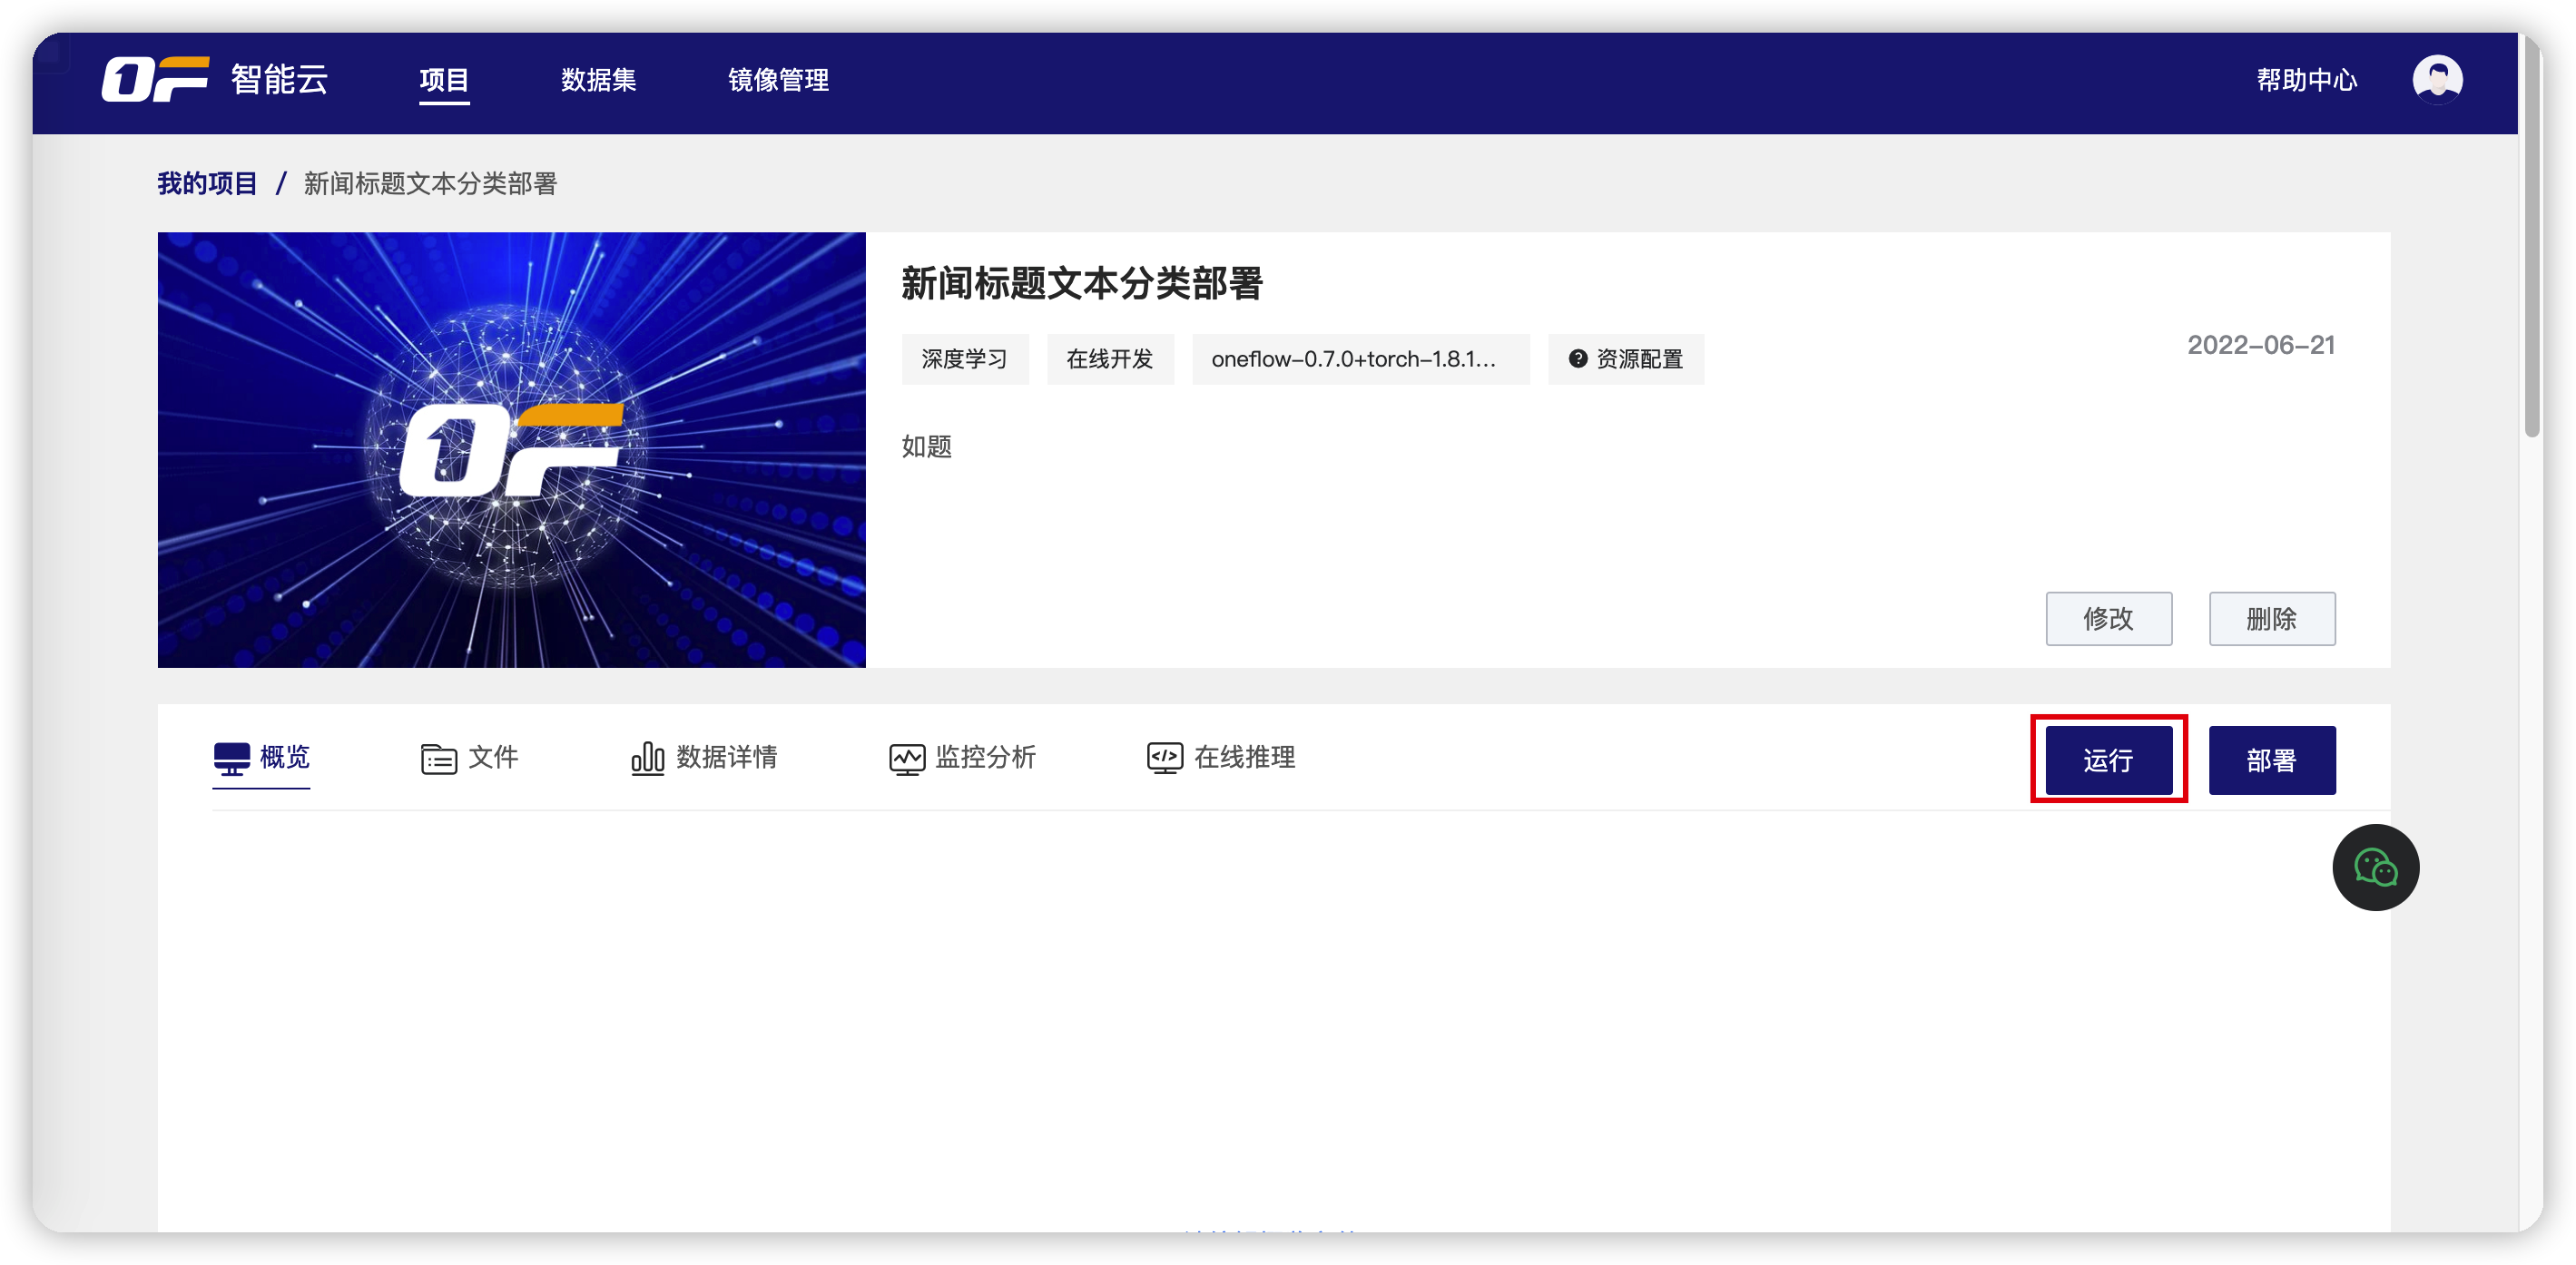 OF 智能云 项目 数据集 镜像管理 帮助中心
我的项目 / 新闻标题文本分类部署
OF
新闻标题文本分类部署
深度学习 在线开发 oneflow-0.7.0+torch-1.8.1... 资源配置 2022-06-21
如题
修改 删除
概览 文件 数据详情 监控分析 在线推理 运行 部署